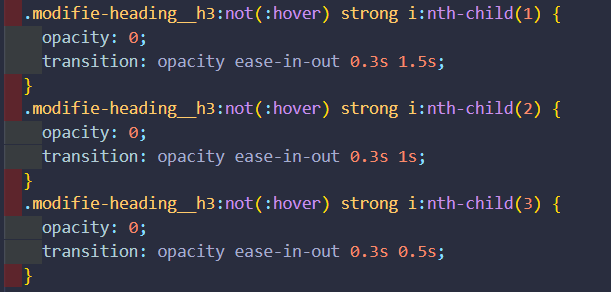 .modifie-heading__h3:not(:hover) strong i:nth-child(1) {
opacity: 0;
transition: opacity ease-in-out 0.3s 1.5s;
}
.modifie-heading__h3:not(:hover) strong i:nth-child(2) {
opacity: 0;
transition: opacity ease-in-out 0.3s 1s;
}
.modifie-heading__h3:not(:hover) strong i:nth-child(3) {
opacity: 0;
transition: opacity ease-in-out 0.3s 0.5s;
}